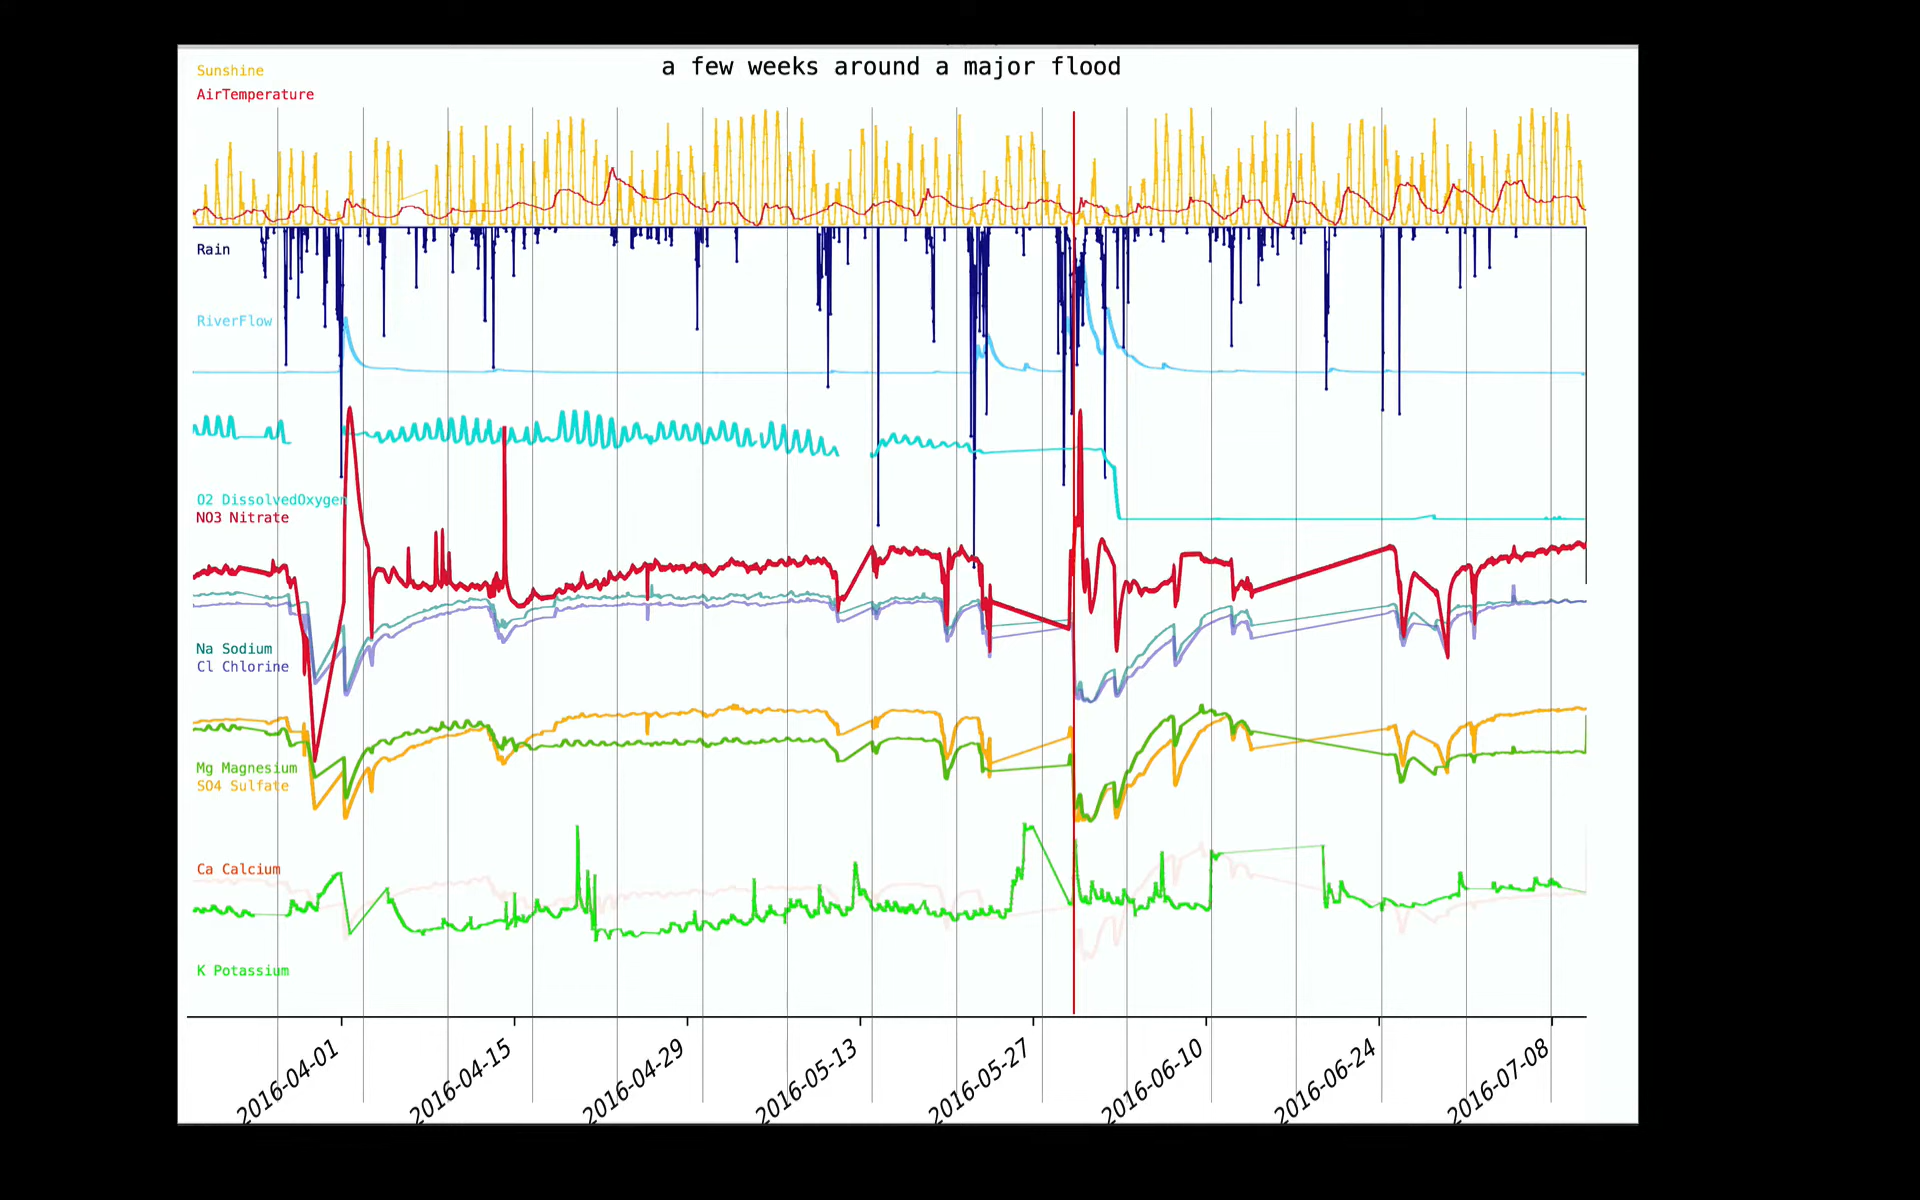 a few weeks around a major flood
Sunshine
AirTemperature
Rain
RiverFlow
O2 DissolvedOxygen
NO3 Nitrate
Na Sodium
Cl Chlorine
Mg Magnesium
SO4 Sulfate
Ca Calcium
K Potassium
2016-04-01
2016-04-15
2016-04-29
2016-05-13
2016-05-27
2016-06-10
2016-06-24
2016-07-08